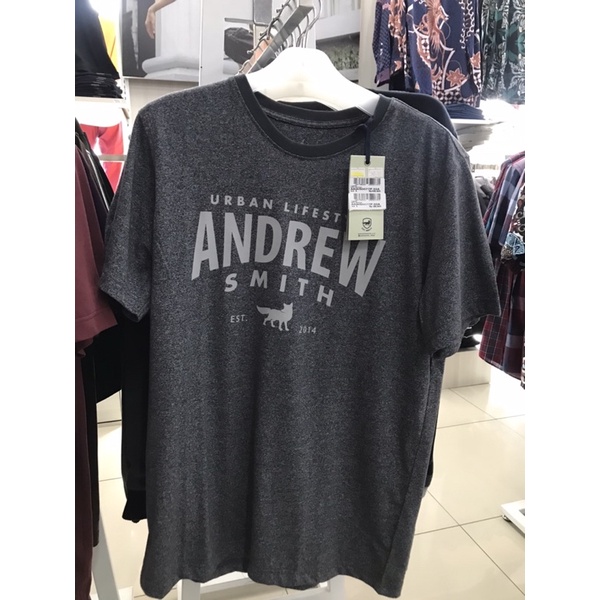 URBAN LIFEST
ANDREW
SMITH
EST. 2014